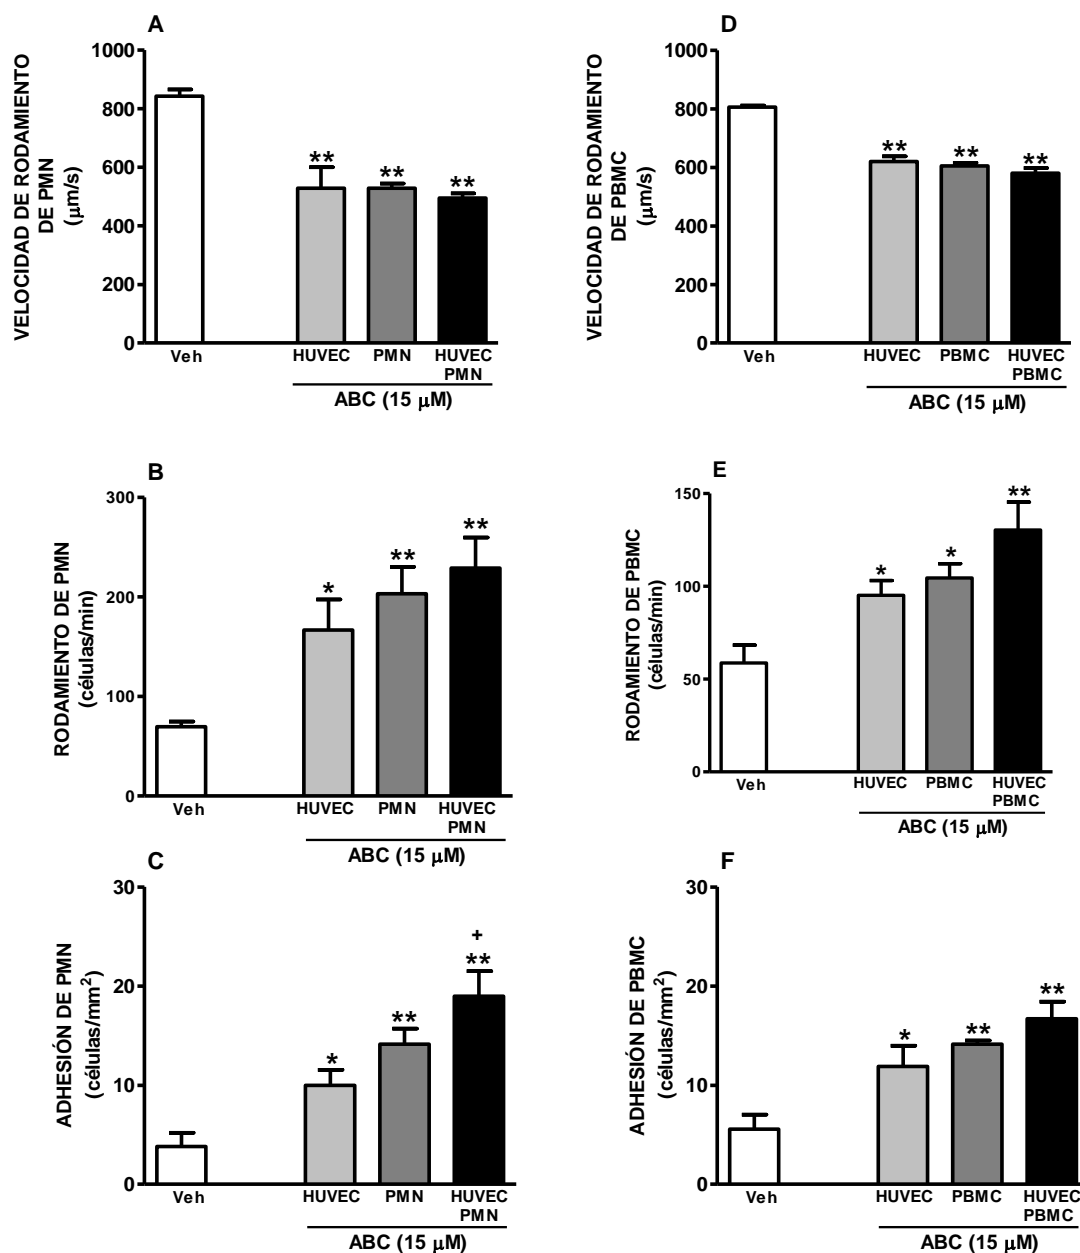 A
VELOCIDAD DE RODAMIENTO
DE PMN
(μm/s)
1000
800
600
400
200
0
**
**
**
Veh
HUVEC
PMN
HUVEC
PMN
ABC (15 μM)
D
VELOCIDAD DE RODAMIENTO
DE PBMC
(μm/s)
1000
800
600
400
200
0
**
**
**
Veh
HUVEC
PBMC
HUVEC
PBMC
ABC (15 μM)
B
RODAMIENTO DE PMN
(células/min)
300
200
100
0
*
**
**
Veh
HUVEC
PMN
HUVEC
PMN
ABC (15 μM)
E
RODAMIENTO DE PBMC
(células/min)
150
100
50
0
*
*
**
Veh
HUVEC
PBMC
HUVEC
PBMC
ABC (15 μM)
C
ADHESIÓN DE PMN
(células/mm²)
30
20
10
0
*
**
+
**
Veh
HUVEC
PMN
HUVEC
PMN
ABC (15 μM)
F
ADHESIÓN DE PBMC
(células/mm²)
30
20
10
0
*
**
**
Veh
HUVEC
PBMC
HUVEC
PBMC
ABC (15 μM)